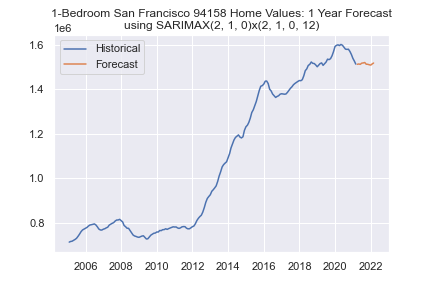 1-Bedroom San Francisco 94158 Home Values: 1 Year Forecast
using SARIMAX(2, 1, 0)x(2, 1, 0, 12)
1e6
Historical
Forecast
1.6
1.4
1.2
1.0
0.8
2006 2008 2010 2012 2014 2016 2018 2020 2022